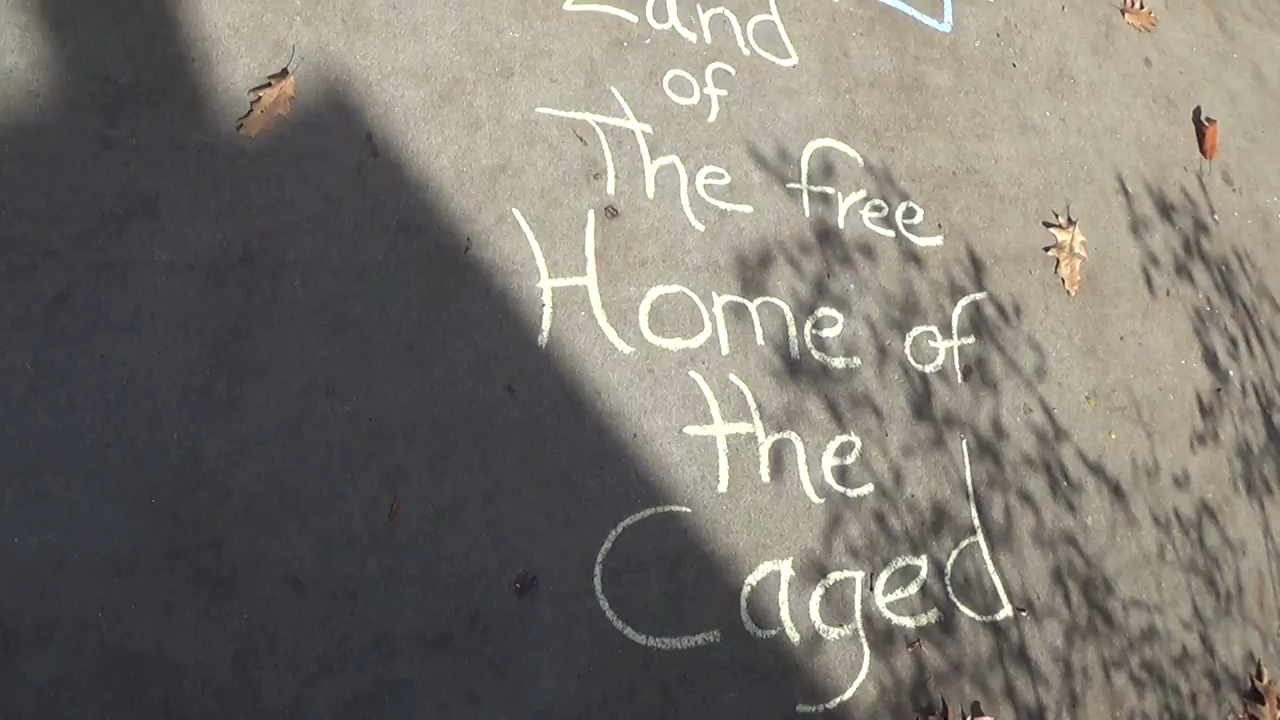 Land
of
The free
Home of
the
Caged